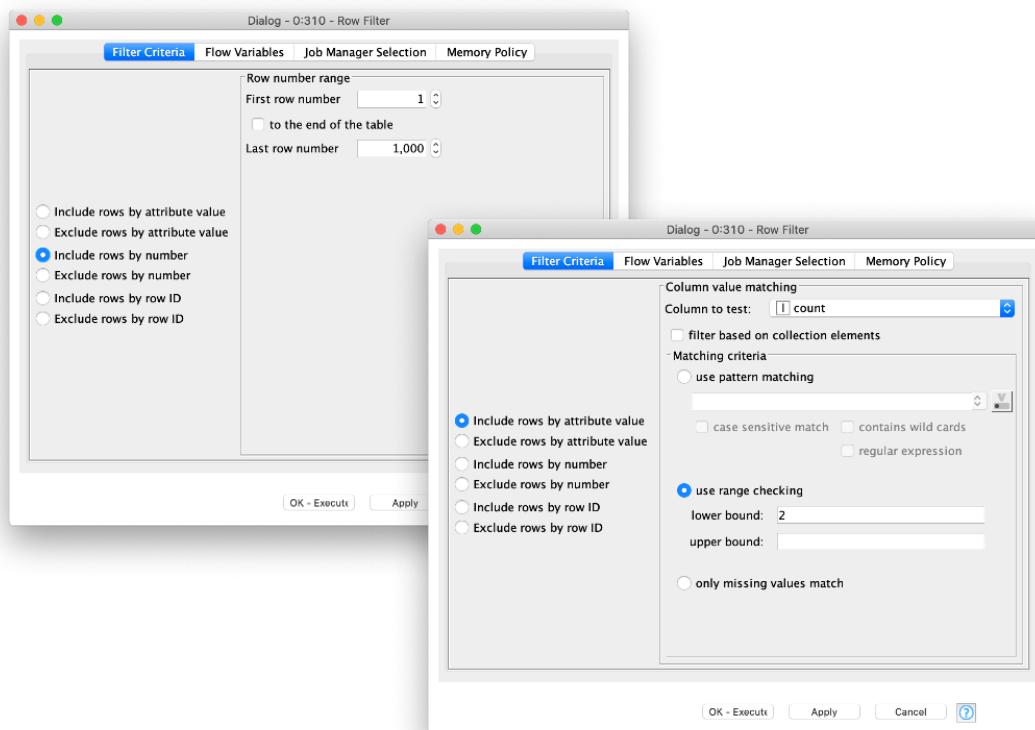 Dialog - 0:310 - Row Filter
Filter Criteria Flow Variables Job Manager Selection Memory Policy
Row number range
First row number 1
to the end of the table
Last row number 1,000
Include rows by attribute value
Exclude rows by attribute value
Include rows by number
Exclude rows by number
Include rows by row ID
Exclude rows by row ID
OK - Execute Apply
Dialog - 0:310 - Row Filter
Filter Criteria Flow Variables Job Manager Selection Memory Policy
Column value matching
Column to test: I count
filter based on collection elements
Matching criteria
use pattern matching
case sensitive match contains wild cards
regular expression
Include rows by attribute value
Exclude rows by attribute value
Include rows by number
Exclude rows by number
Include rows by row ID
Exclude rows by row ID
use range checking
lower bound: 2
upper bound:
only missing values match
OK - Execute Apply Cancel ?